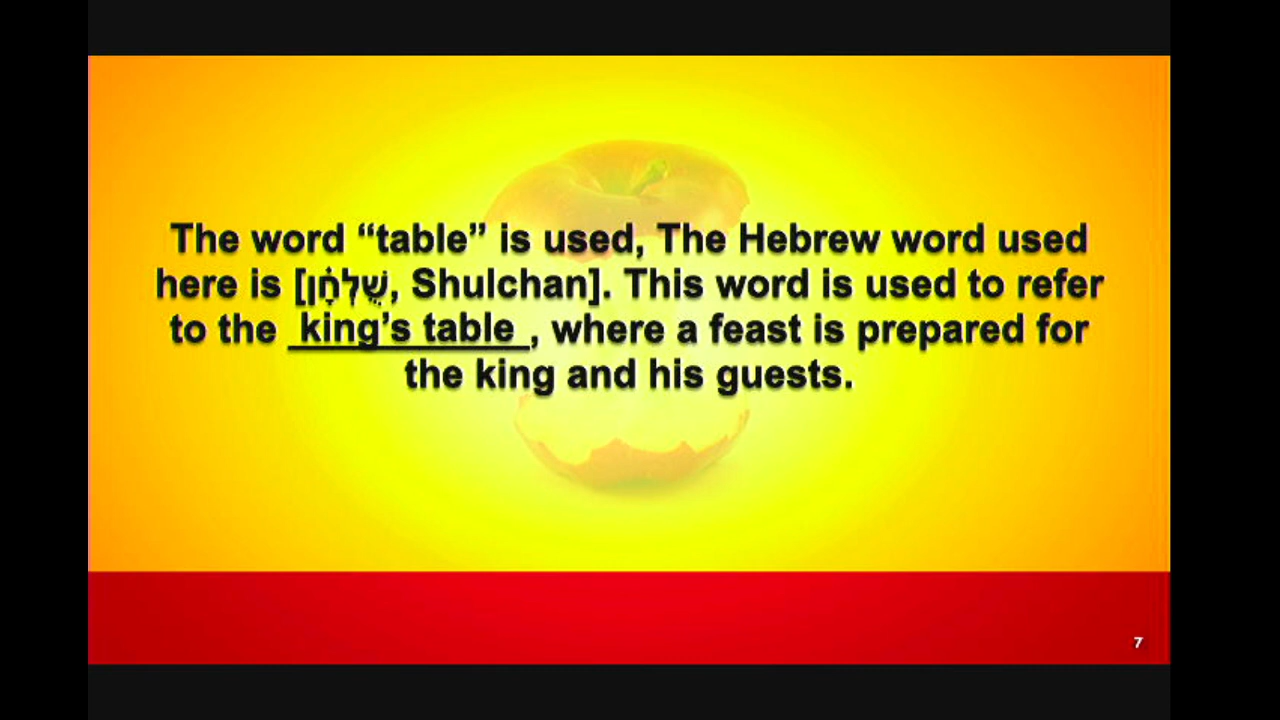 The word “table” is used, The Hebrew word used
here is [שֻׁלְחָ֗ן, Shulchan]. This word is used to refer
to the king’s table, where a feast is prepared for
the king and his guests.
7